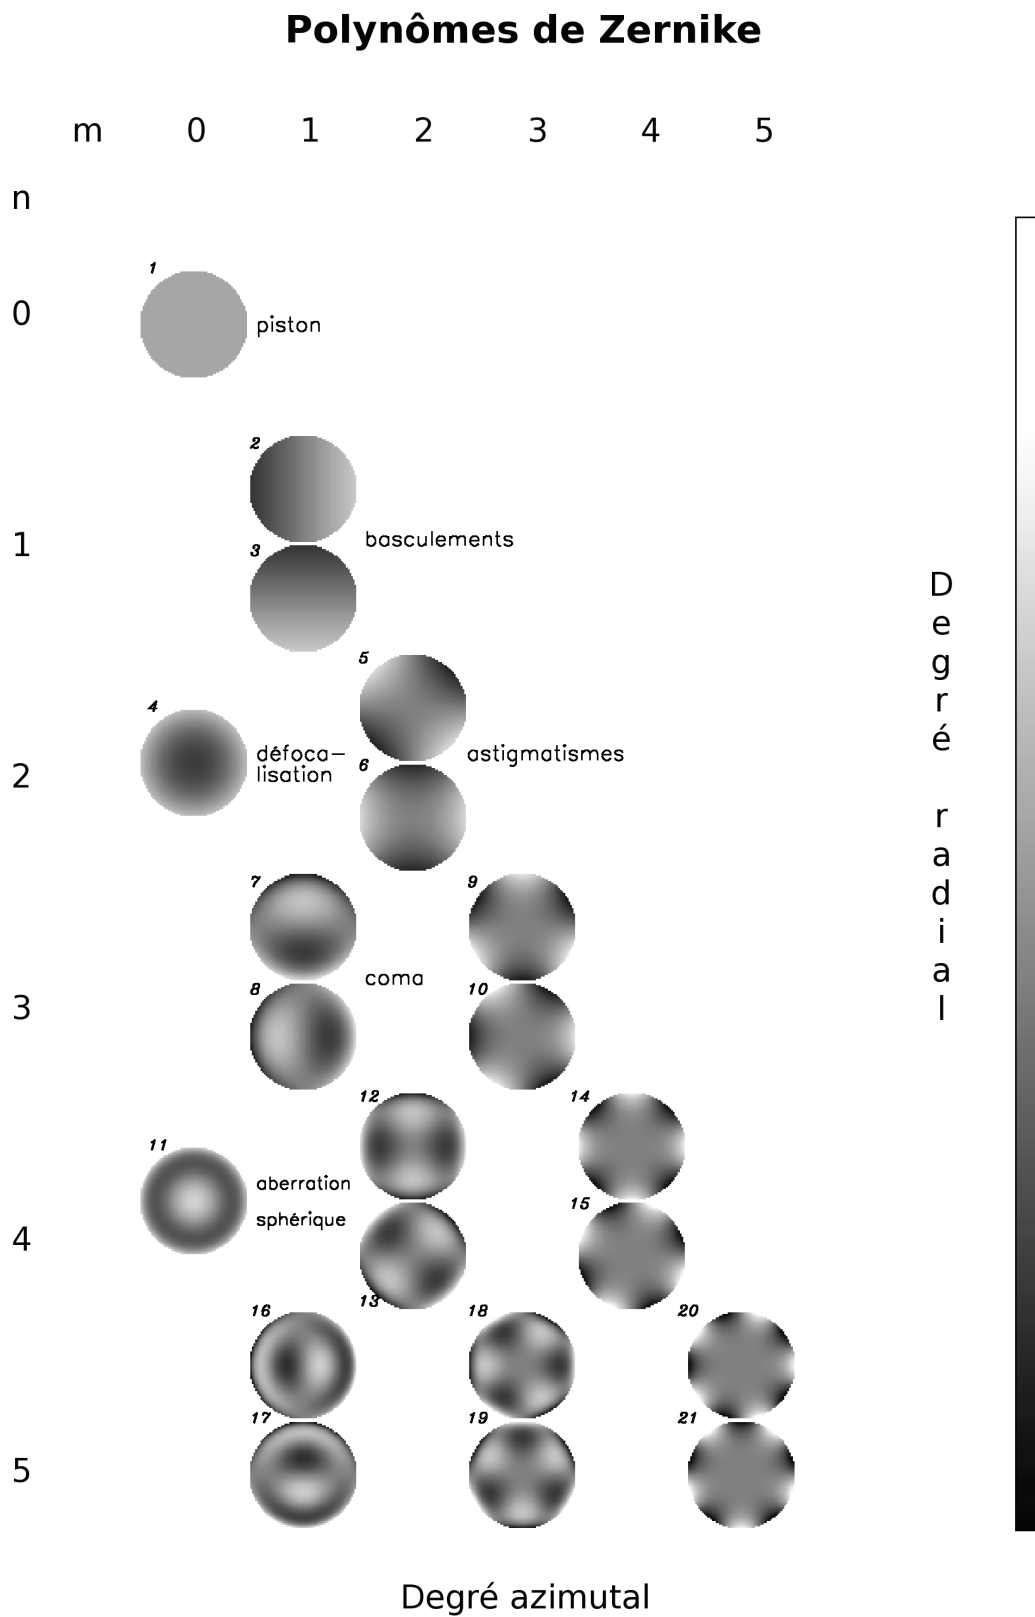 Polynômes de Zernike
m 0 1 2 3 4 5
n
1
0
piston
2
3
1
basculements
5
4
défoca-
lisation
2
6
astigmatismes
7
9
coma
8
10
3
12
14
11
aberration
sphérique
15
4
13
16
18
20
17
19
21
5
Degré radial
Degré azimutal